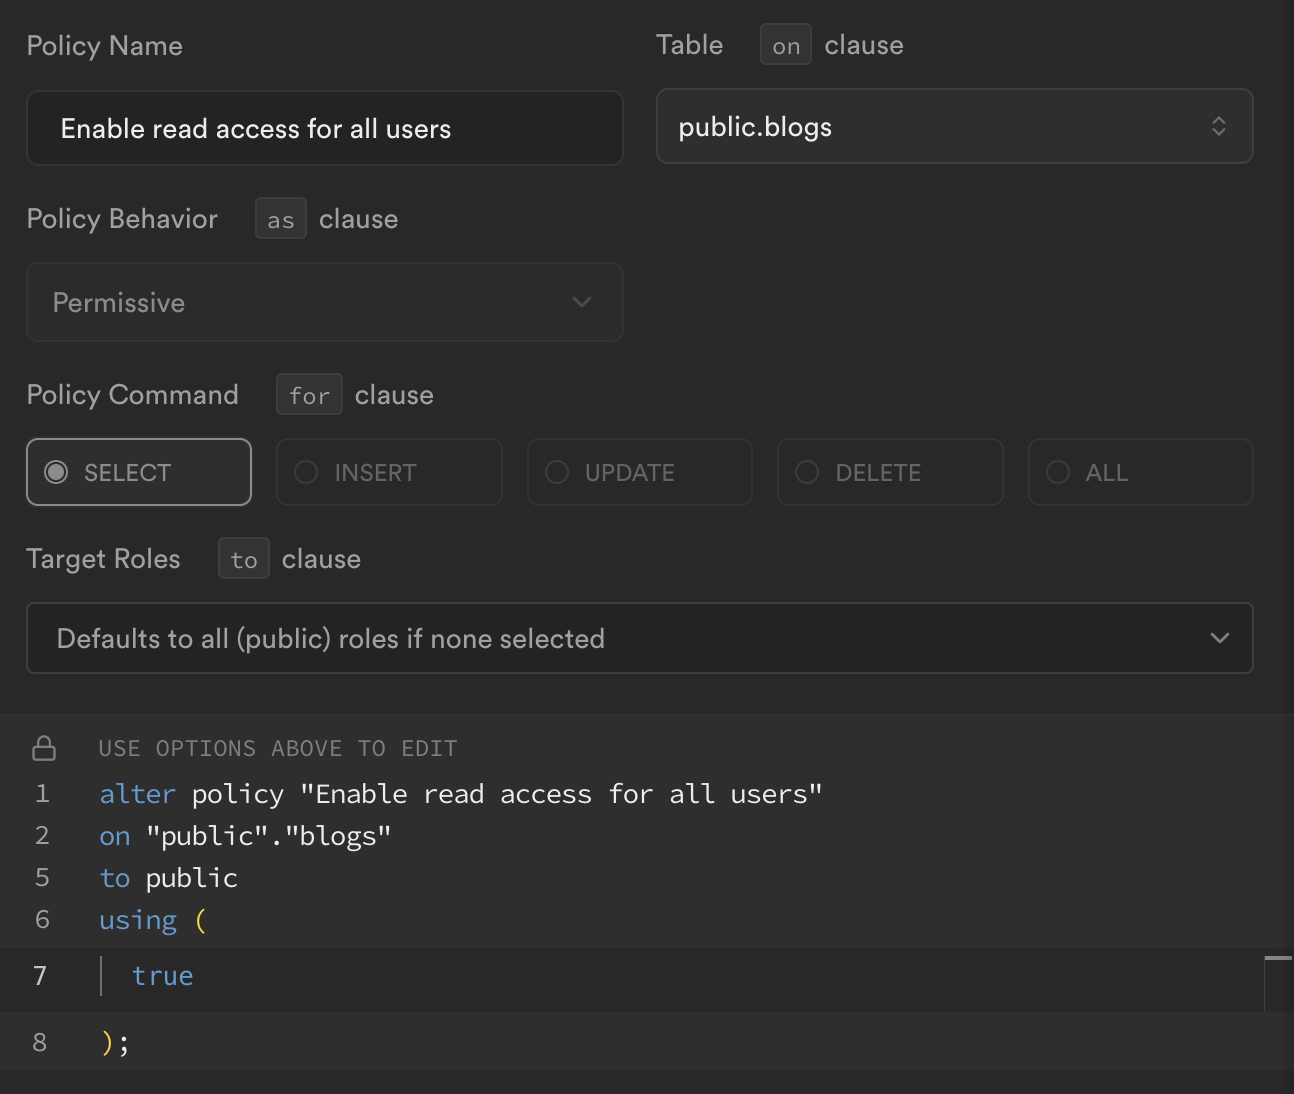 Policy Name
Table on clause
Enable read access for all users
public.blogs
Policy Behavior as clause
Permissive
Policy Command for clause
SELECT INSERT UPDATE DELETE ALL
Target Roles to clause
Defaults to all (public) roles if none selected
USE OPTIONS ABOVE TO EDIT
1 alter policy "Enable read access for all users"
2 on "public"."blogs"
5 to public
6 using (
7 true
8 );